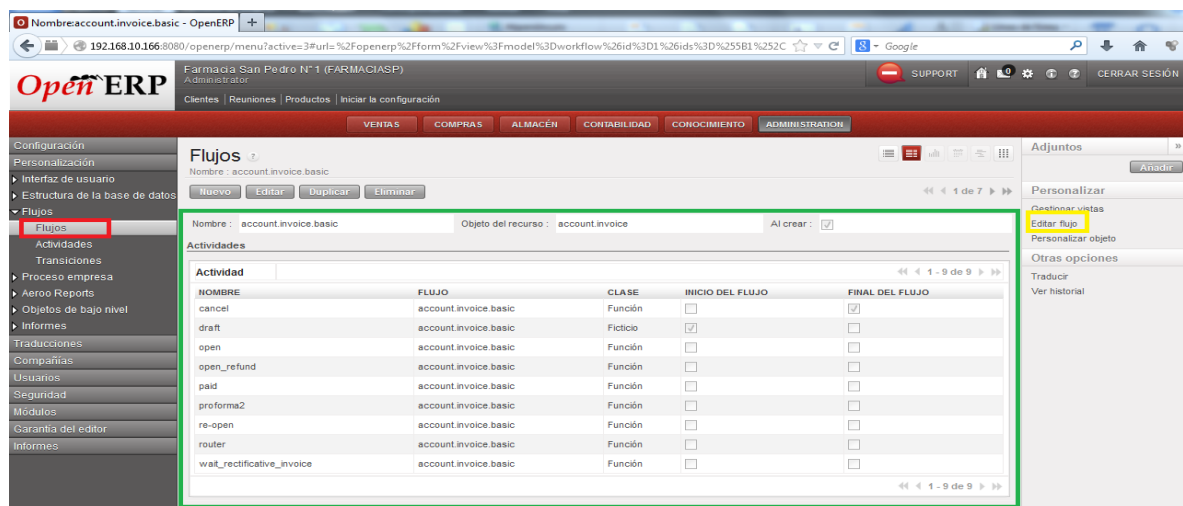 Nombre:account.invoice.basic - OpenERP
192.168.10.166:8080/openerp/menu?active=3#url=%2Fopenerp%2Fform%2Fview%3Fmodel%3Dworkflow%26id%3D1%26ids%3D%255B1%252C
Google
Open ERP
Farmacia San Pedro N°1 (FARMACIASP)
Administrator
Clientes | Reuniones | Productos | Iniciar la configuración
SUPPORT
CERRAR SESIÓN
VENTAS COMPRAS ALMACÉN CONTABILIDAD CONOCIMIENTO ADMINISTRATION
Configuración
Personalización
Interfaz de usuario
Estructura de la base de datos
Flujos
Flujos
Actividades
Transiciones
Proceso empresa
Aeroo Reports
Objetos de bajo nivel
Informes
Traducciones
Compañías
Usuarios
Seguridad
Módulos
Garantía del editor
Informes
Flujos ?
Nombre : account.invoice.basic
Nuevo Editar Duplicar Eliminar
1 de 7
Nombre : account.invoice.basic Objeto del recurso : account.invoice Al crear :
Actividades
Actividad 1 - 9 de 9
NOMBRE FLUJO CLASE INICIO DEL FLUJO FINAL DEL FLUJO
cancel account.invoice.basic Función
draft account.invoice.basic Ficticio
open account.invoice.basic Función
open_refund account.invoice.basic Función
paid account.invoice.basic Función
proforma2 account.invoice.basic Función
re-open account.invoice.basic Función
router account.invoice.basic Función
wait_rectificative_invoice account.invoice.basic Función
1 - 9 de 9
Adjuntos »
Añadir
Personalizar
Gestionar vistas
Editar flujo
Personalizar objeto
Otras opciones
Traducir
Ver historial